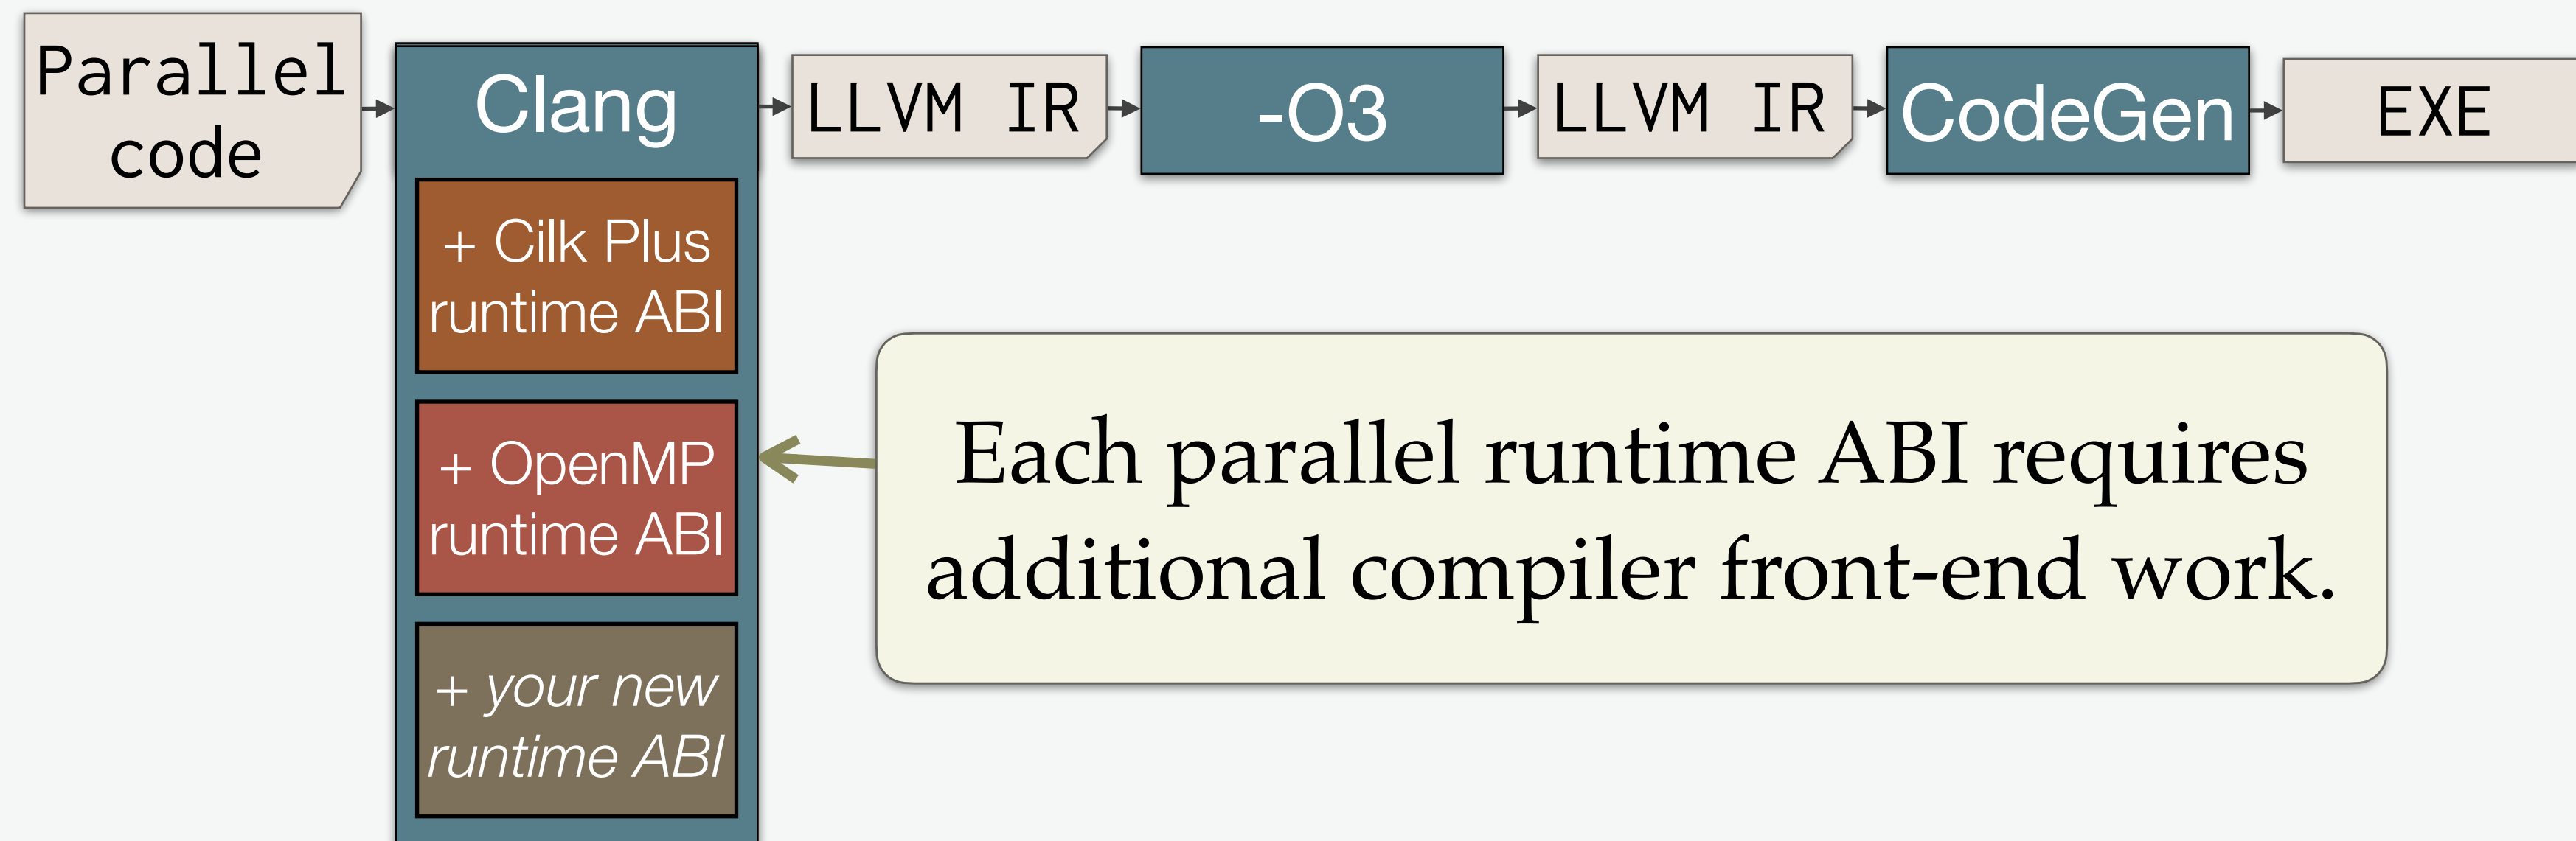 Parallel
code
Clang
LLVM IR
-O3
LLVM IR
CodeGen
EXE
+ Cilk Plus
runtime ABI
+ OpenMP
runtime ABI
+ your new
runtime ABI
Each parallel runtime ABI requires
additional compiler front-end work.